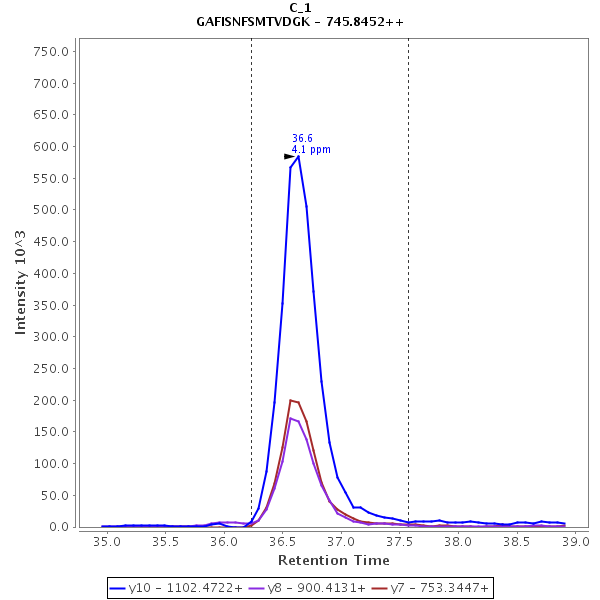 C_1
GAFISNFSMTVDGK - 745.8452++
750.0
700.0
650.0
600.0
550.0
500.0
450.0
400.0
350.0
300.0
250.0
200.0
150.0
100.0
50.0
0.0
Intensity 10^3
36.6
4.1 ppm
35.0 35.5 36.0 36.5 37.0 37.5 38.0 38.5 39.0
Retention Time
y10 - 1102.4722+ y8 - 900.4131+ y7 - 753.3447+